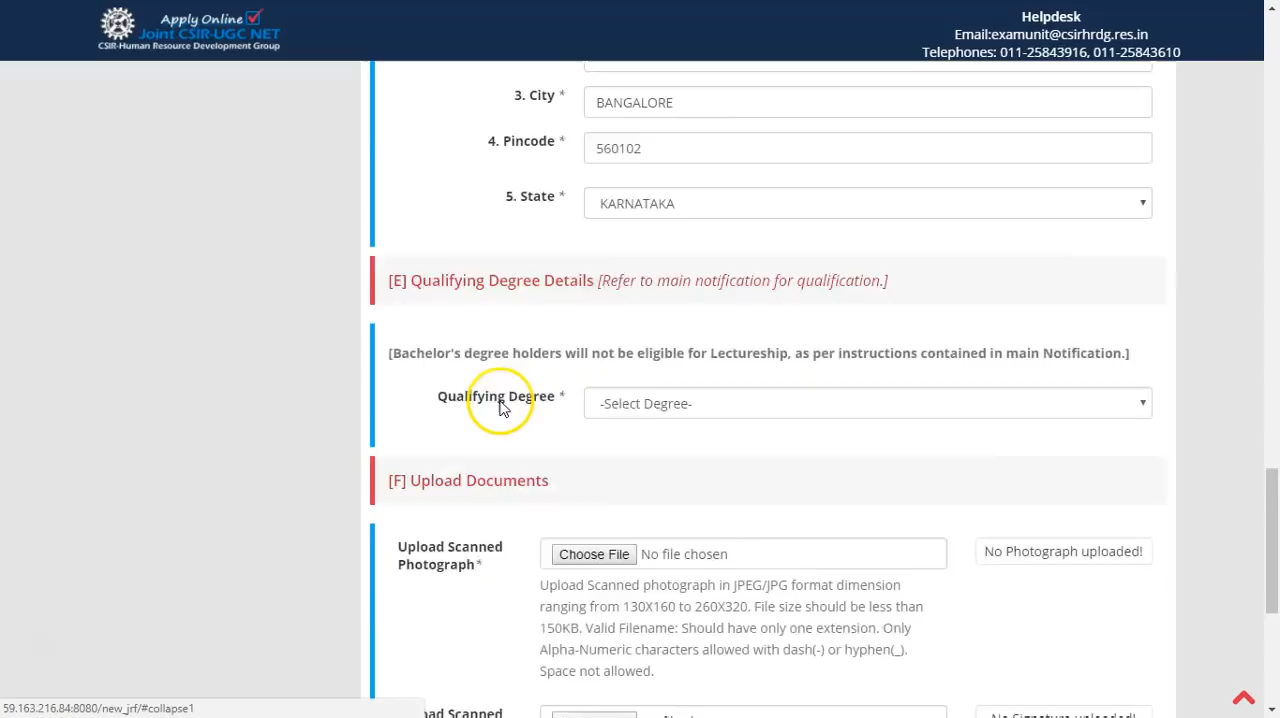 Apply Online
Joint CSIR-UGC NET
CSIR-Human Resource Development Group
Helpdesk
Email:examunit@csirhrdg.res.in
Telephones: 011-25843916, 011-25843610
3. City *
BANGALORE
4. Pincode *
560102
5. State *
KARNATAKA
[E] Qualifying Degree Details [Refer to main notification for qualification.]
[Bachelor's degree holders will not be eligible for Lectureship, as per instructions contained in main Notification.]
Qualifying Degree *
-Select Degree-
[F] Upload Documents
Upload Scanned
Photograph*
Choose File No file chosen
No Photograph uploaded!
Upload Scanned photograph in JPEG/JPG format dimension
ranging from 130X160 to 260X320. File size should be less than
150KB. Valid Filename: Should have only one extension. Only
Alpha-Numeric characters allowed with dash(-) or hyphen(_).
Space not allowed.
59.163.216.84:8080/new_jrf/#collapse1
Scanned
No Signature uploaded!